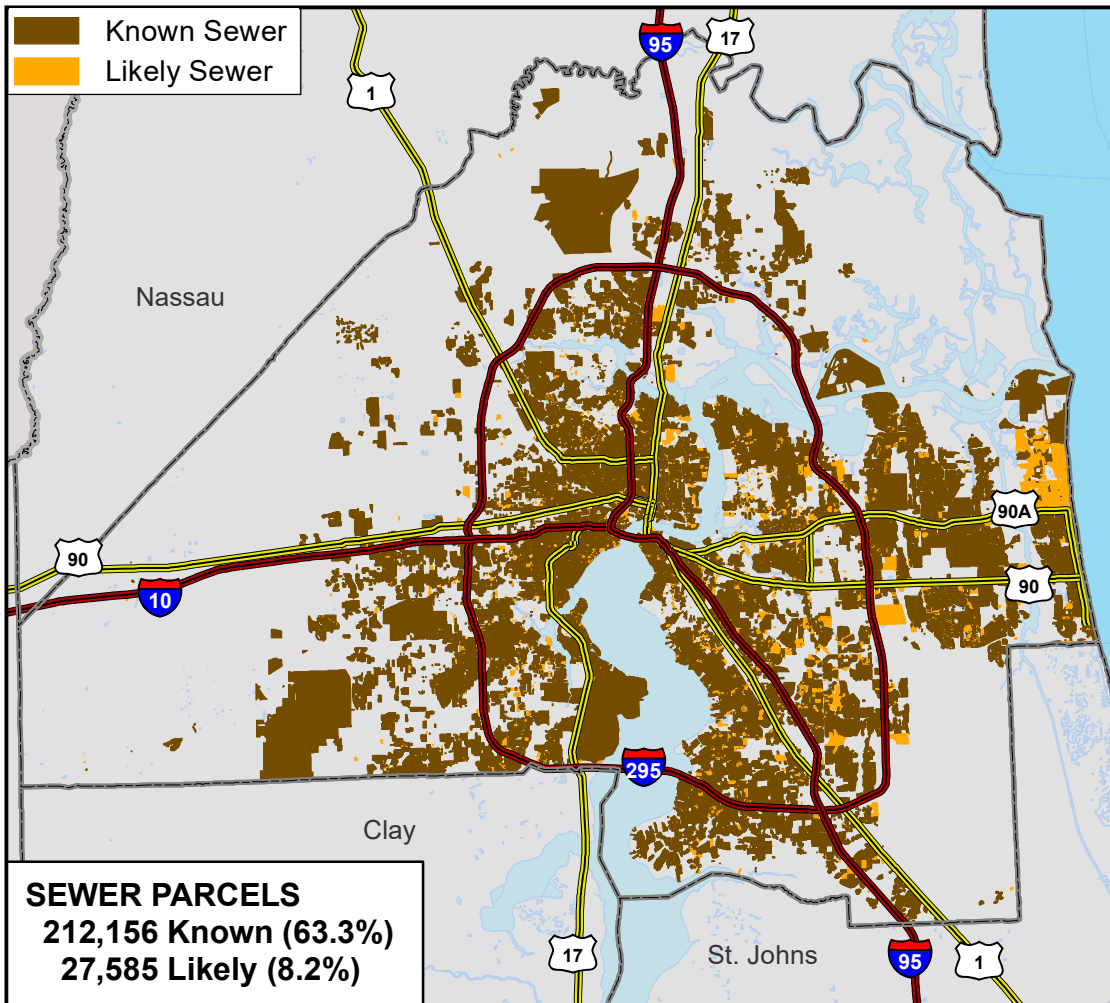 Known Sewer
Likely Sewer
95
17
1
Nassau
90A
90
90
10
295
Clay
SEWER PARCELS
212,156 Known (63.3%)
27,585 Likely (8.2%)
17
St. Johns
95
1